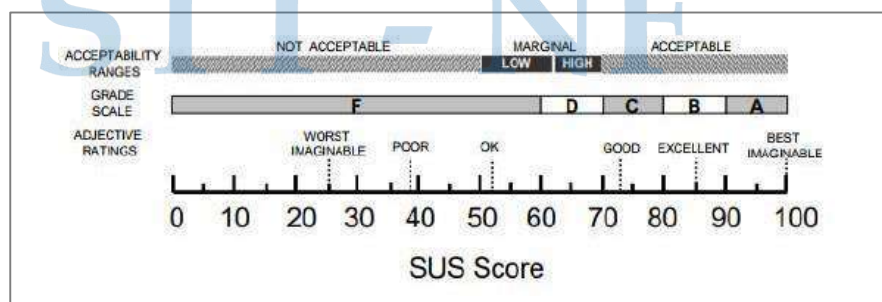 NOT ACCEPTABLE MARGINAL ACCEPTABLE
ACCEPTABILITY RANGES
LOW HIGH
GRADE SCALE
F D C B A
ADJECTIVE RATINGS
WORST IMAGINABLE
POOR
OK
GOOD
EXCELLENT
BEST IMAGINABLE
0 10 20 30 40 50 60 70 80 90 100
SUS Score